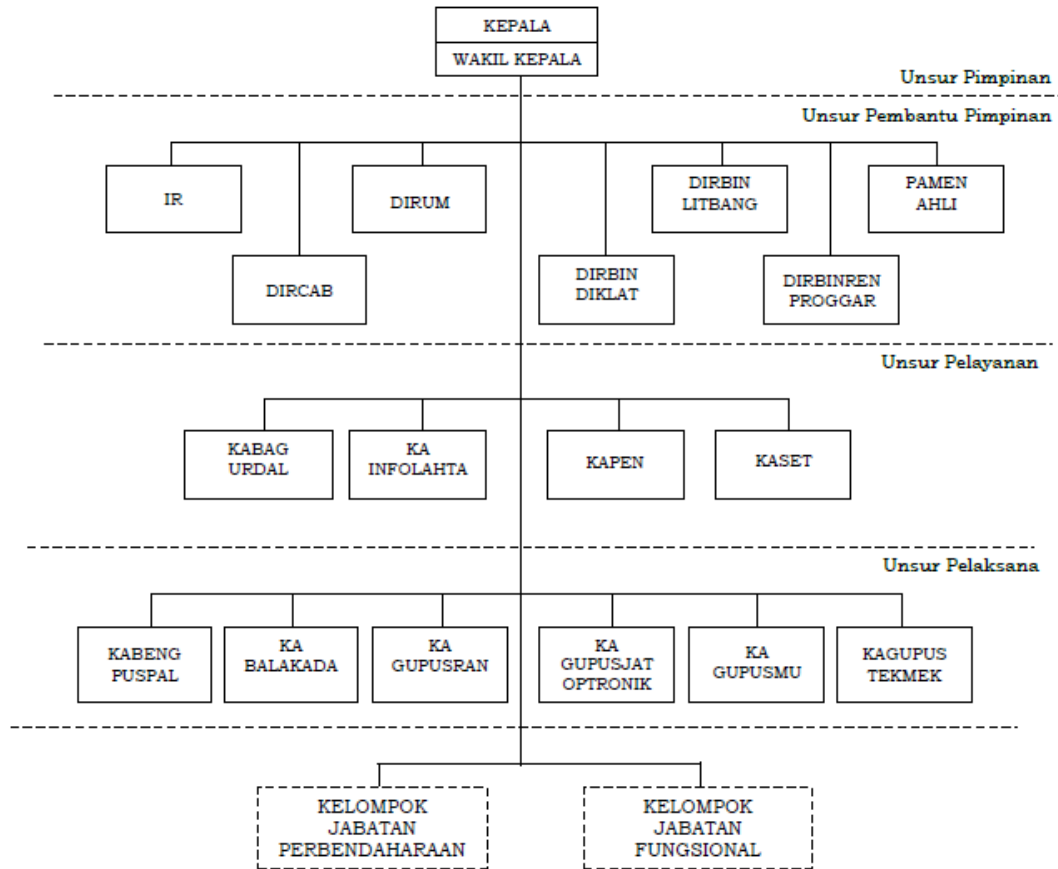 KEPALA
WAKIL KEPALA
Unsur Pimpinan
Unsur Pembantu Pimpinan
IR
DIRUM
DIRBIN
LITBANG
PAMEN
AHLI
DIRCAB
DIRBIN
DIKLAT
DIRBINREN
PROGGAR
Unsur Pelayanan
KABAG
URDAL
KA
INFOLAHTA
KAPEN
KASET
Unsur Pelaksana
KABENG
PUSPAL
KA
BALAKADA
KA
GUPUSRAN
KA
GUPUSJAT
OPTRONIK
KA
GUPUSMU
KAGUPUS
TEKMEK
KELOMPOK
JABATAN
PERBENDAHARAAN
KELOMPOK
JABATAN
FUNGSIONAL